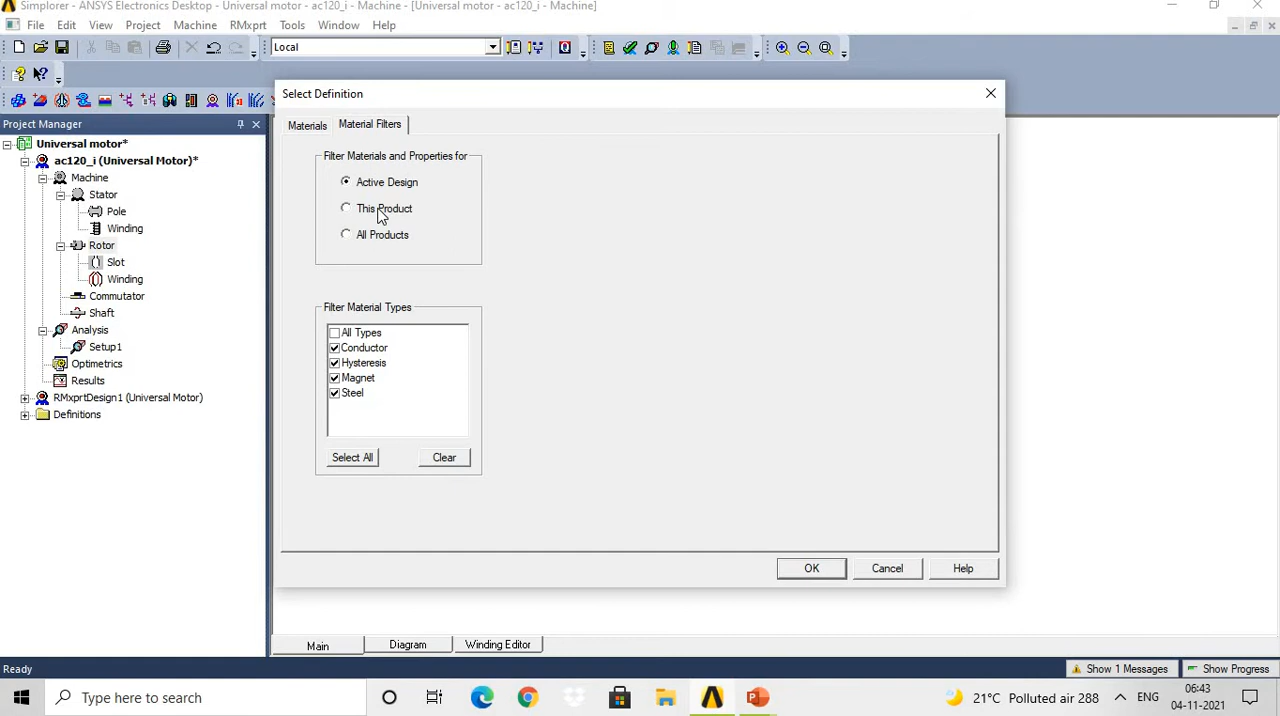 Simplorer - ANSYS Electronics Desktop - Universal motor - ac120_i - Machine - [Universal motor - ac120_i - Machine]
File Edit View Project Machine RMxprt Tools Window Help
Local
Project Manager
Universal motor*
ac120_i (Universal Motor)*
Machine
Stator
Pole
Winding
Rotor
Slot
Winding
Commutator
Shaft
Analysis
Setup1
Optimetrics
Results
RMxprtDesign1 (Universal Motor)
Definitions
Select Definition
Materials Material Filters
Filter Materials and Properties for
Active Design
This Product
All Products
Filter Material Types
All Types
Conductor
Hysteresis
Magnet
Steel
Select All Clear
OK Cancel Help
Main Diagram Winding Editor
Ready Show 1 Messages Show Progress
Type here to search 21°C Polluted air 288 ENG 06:43
04-11-2021